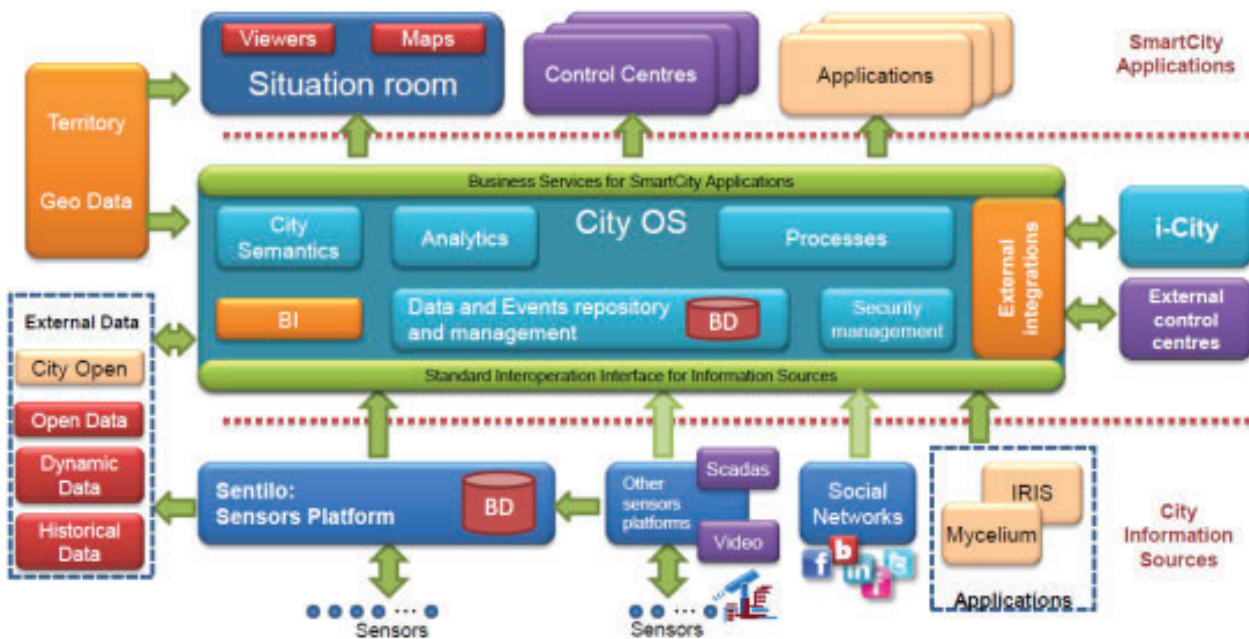 Viewers
Maps
Situation room
Control Centres
Applications
SmartCity
Applications
Territory
Geo Data
Business Services for SmartCity Applications
City OS
City
Semantics
Analytics
Processes
External
integrations
i-City
BI
Data and Events repository
and management
BD
Security
management
External
control
centres
Standard Interoperation Interface for Information Sources
External Data
City Open
Open Data
Dynamic
Data
Historical
Data
Sentilo:
Sensors Platform
BD
Other
sensors
platforms
Scadas
Video
Social
Networks
f
b
in
t
f
IRIS
Mycelium
Applications
City
Information
Sources
...
Sensors
...
Sensors